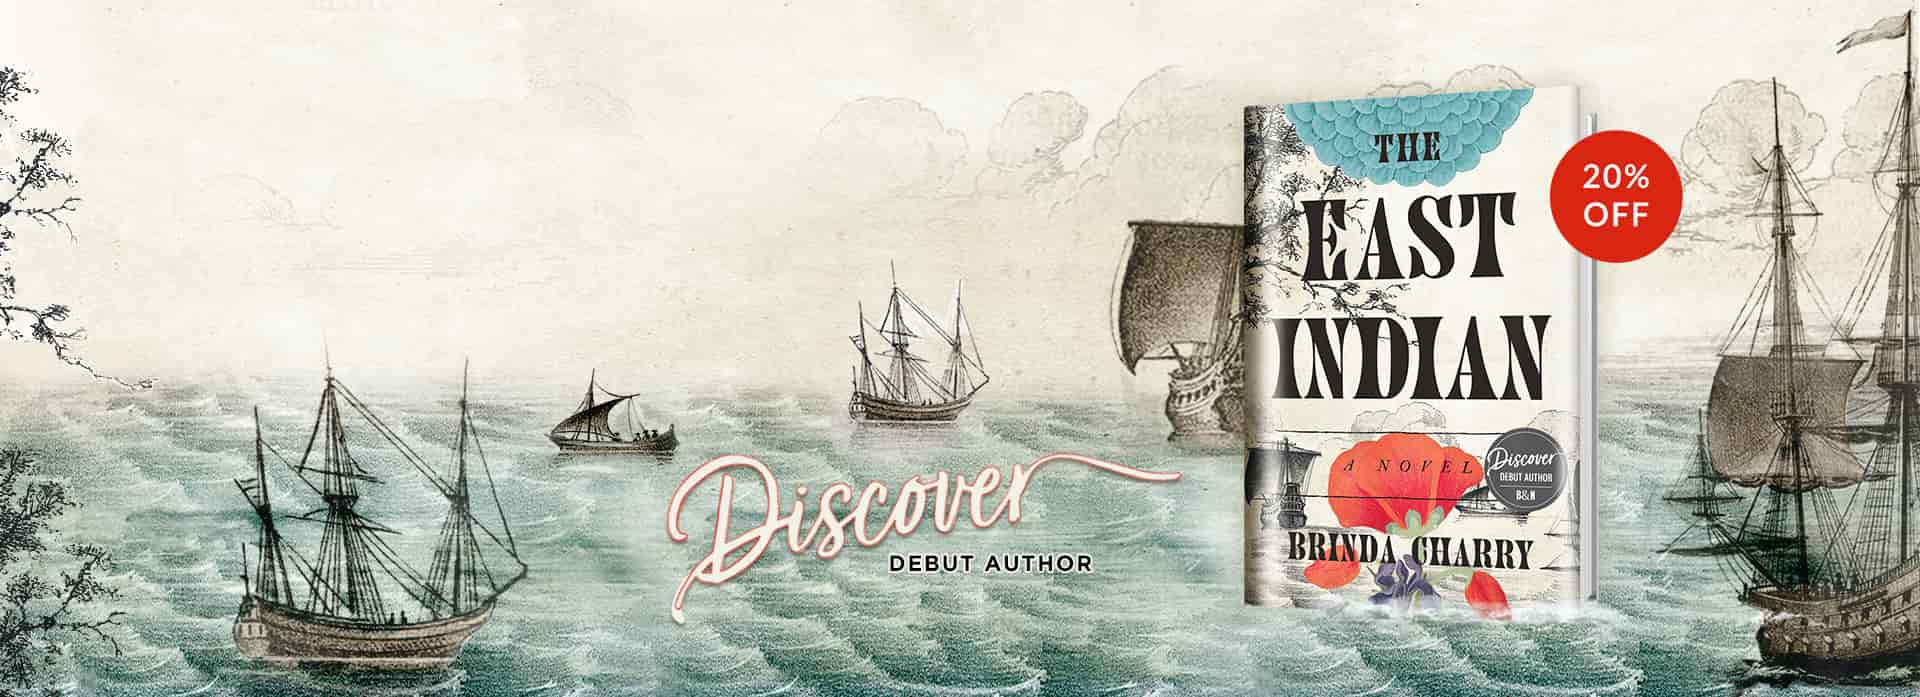 Discover
DEBUT AUTHOR
THE
EAST
INDIAN
A NOVEL
Discover
DEBUT AUTHOR
B&N
BRINDA CHARRY
20%
OFF